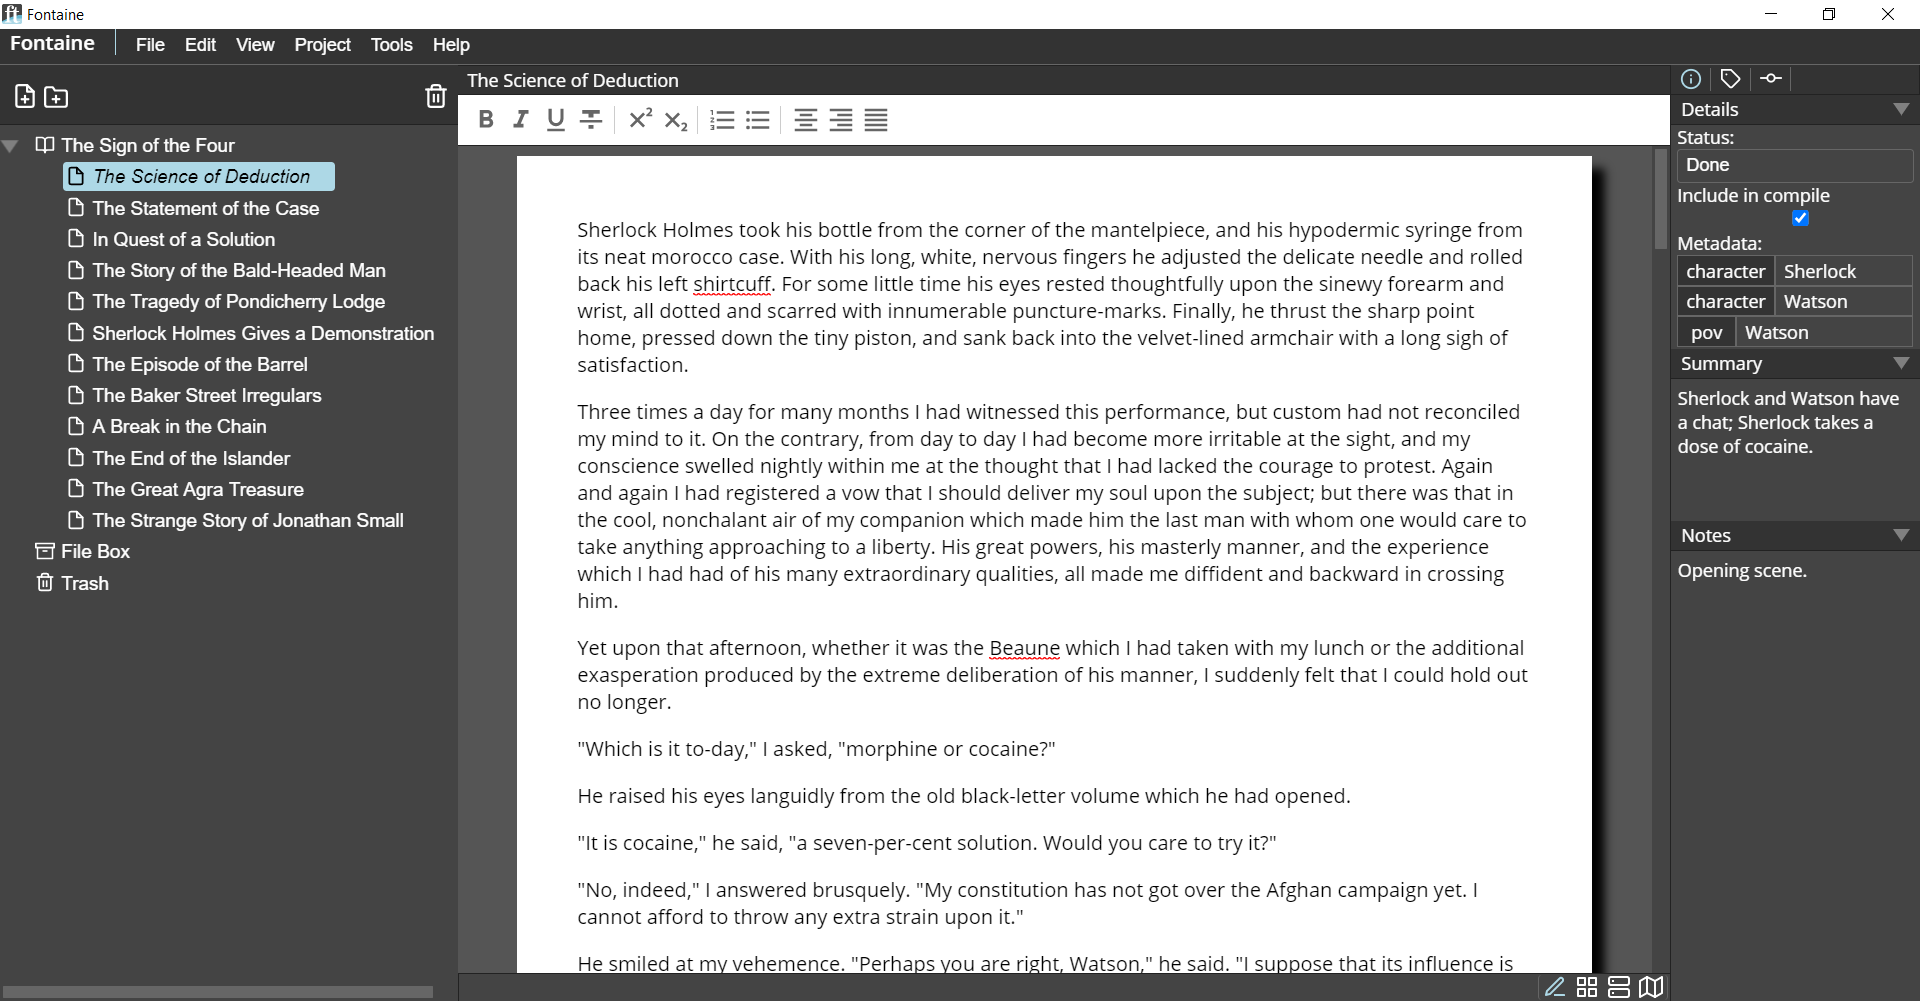 Fontaine
Fontaine File Edit View Project Tools Help
The Sign of the Four
The Science of Deduction
The Statement of the Case
In Quest of a Solution
The Story of the Bald-Headed Man
The Tragedy of Pondicherry Lodge
Sherlock Holmes Gives a Demonstration
The Episode of the Barrel
The Baker Street Irregulars
A Break in the Chain
The End of the Islander
The Great Agra Treasure
The Strange Story of Jonathan Small
File Box
Trash
The Science of Deduction
Sherlock Holmes took his bottle from the corner of the mantelpiece, and his hypodermic syringe from
its neat morocco case. With his long, white, nervous fingers he adjusted the delicate needle and rolled
back his left shirtcuff. For some little time his eyes rested thoughtfully upon the sinewy forearm and
wrist, all dotted and scarred with innumerable puncture-marks. Finally, he thrust the sharp point
home, pressed down the tiny piston, and sank back into the velvet-lined armchair with a long sigh of
satisfaction.
Three times a day for many months I had witnessed this performance, but custom had not reconciled
my mind to it. On the contrary, from day to day I had become more irritable at the sight, and my
conscience swelled nightly within me at the thought that I had lacked the courage to protest. Again
and again I had registered a vow that I should deliver my soul upon the subject; but there was that in
the cool, nonchalant air of my companion which made him the last man with whom one would care to
take anything approaching to a liberty. His great powers, his masterly manner, and the experience
which I had had of his many extraordinary qualities, all made me diffident and backward in crossing
him.
Yet upon that afternoon, whether it was the Beaune which I had taken with my lunch or the additional
exasperation produced by the extreme deliberation of his manner, I suddenly felt that I could hold out
no longer.
"Which is it to-day," I asked, "morphine or cocaine?"
He raised his eyes languidly from the old black-letter volume which he had opened.
"It is cocaine," he said, "a seven-per-cent solution. Would you care to try it?"
"No, indeed," I answered brusquely. "My constitution has not got over the Afghan campaign yet. I
cannot afford to throw any extra strain upon it."
He smiled at my vehemence. "Perhaps you are right, Watson," he said. "I suppose that its influence is
Details
Status:
Done
Include in compile
Metadata:
character Sherlock
character Watson
pov Watson
Summary
Sherlock and Watson have
a chat; Sherlock takes a
dose of cocaine.
Notes
Opening scene.